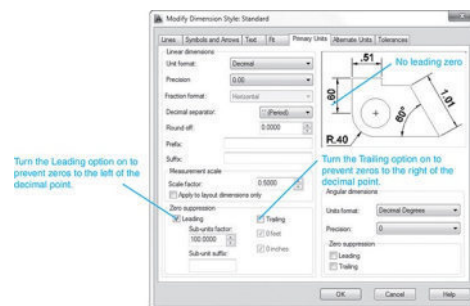 Modify Dimension Style: Standard
Lines Symbols and Arrows Text Fit Primary Units Alternate Units Tolerances
Linear dimensions
Unit format: Decimal
Precision 0.00
Fraction format: Horizontal
Decimal separator: '.' (Period)
Round off: 0.0000
Prefix:
Suffix:
Measurement scale
Scale factor: 0.5000
Apply to layout dimensions only
Zero suppression
Leading
Trailing
Sub-units factor:
100.0000
Sub-unit suffix:
0 feet
0 inches
.51
No leading zero
.60
1.01
60°
R.40
Angular dimensions
Units format: Decimal Degrees
Precision: 0
Zero suppression
Leading
Trailing
OK Cancel Help
Turn the Leading option on to
prevent zeros to the left of the
decimal point.
Turn the Trailing option on to
prevent zeros to the right of the
decimal point.